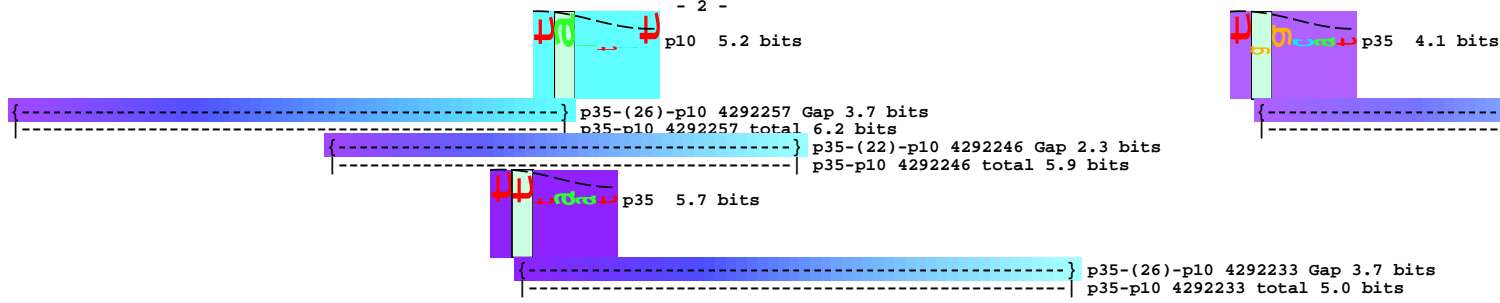 - 2 -
t a t p10 5.2 bits
t g g c a t p35 4.1 bits
{--------------------------} p35-(26)-p10 4292257 Gap 3.7 bits
|--------------------------| p35-p10 4292257 total 6.2 bits
{----------------------} p35-(22)-p10 4292246 Gap 2.3 bits
|----------------------| p35-p10 4292246 total 5.9 bits
t t t a a t p35 5.7 bits
{--------------------------} p35-(26)-p10 4292233 Gap 3.7 bits
|--------------------------| p35-p10 4292233 total 5.0 bits